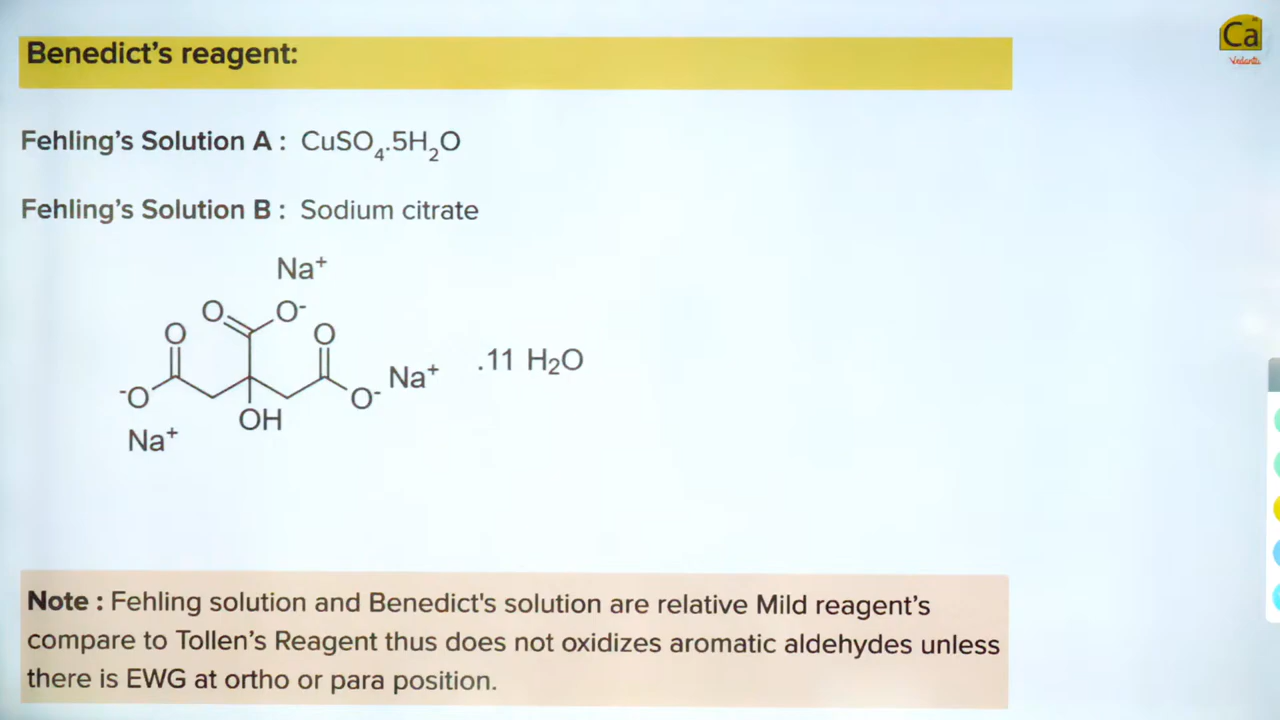 Ca
Vedantu
Benedict's reagent:
Fehling's Solution A : CuSO₄.5H₂O
Fehling's Solution B : Sodium citrate
Na⁺
O O⁻
O O
Na⁺ .11 H₂O
⁻O O⁻
OH
Na⁺
Note : Fehling solution and Benedict's solution are relative Mild reagent's
compare to Tollen's Reagent thus does not oxidizes aromatic aldehydes unless
there is EWG at ortho or para position.